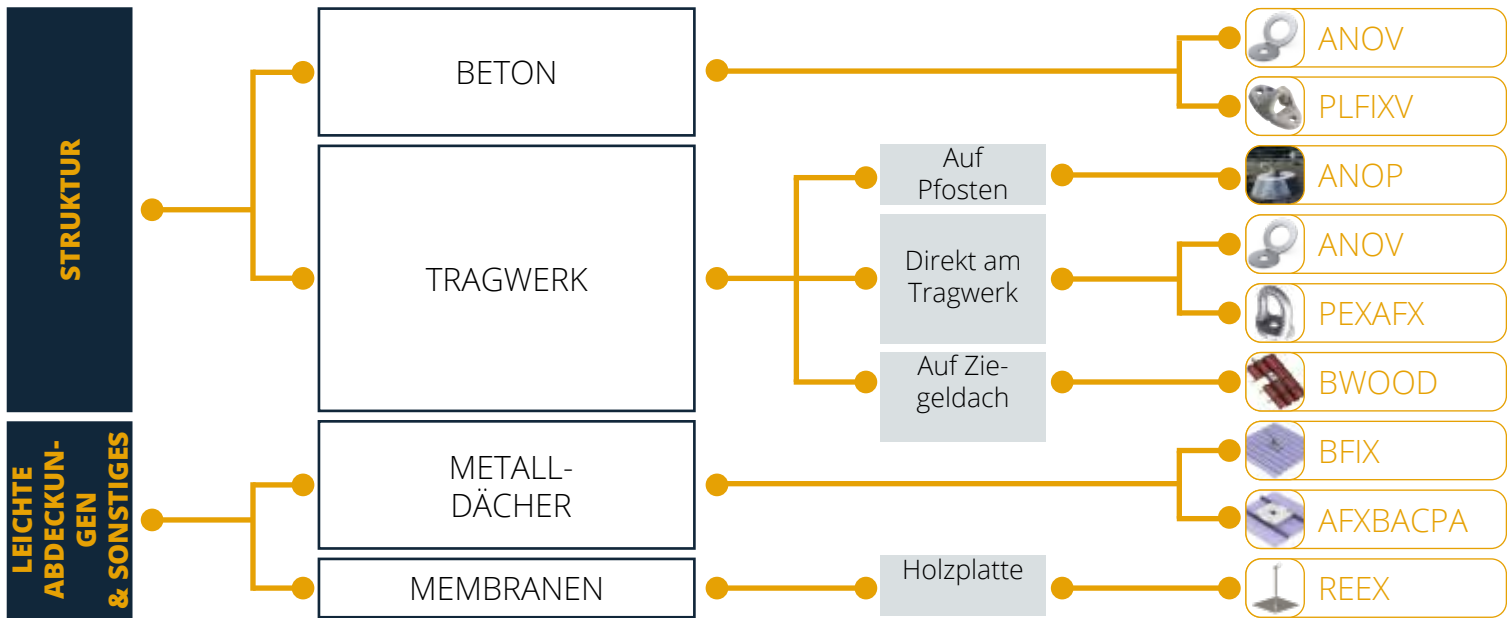 STRUKTUR
BETON
ANOV
PLFIXV
TRAGWERK
Auf
Pfosten
ANOP
Direkt am
Tragwerk
ANOV
PEXAFX
Auf Zie-
geldach
BWOOD
LEICHTE
ABDECKUN-
GEN
& SONSTIGES
METALL-
DÄCHER
BFIX
AFXBACPA
MEMBRANEN
Holzplatte
REEX